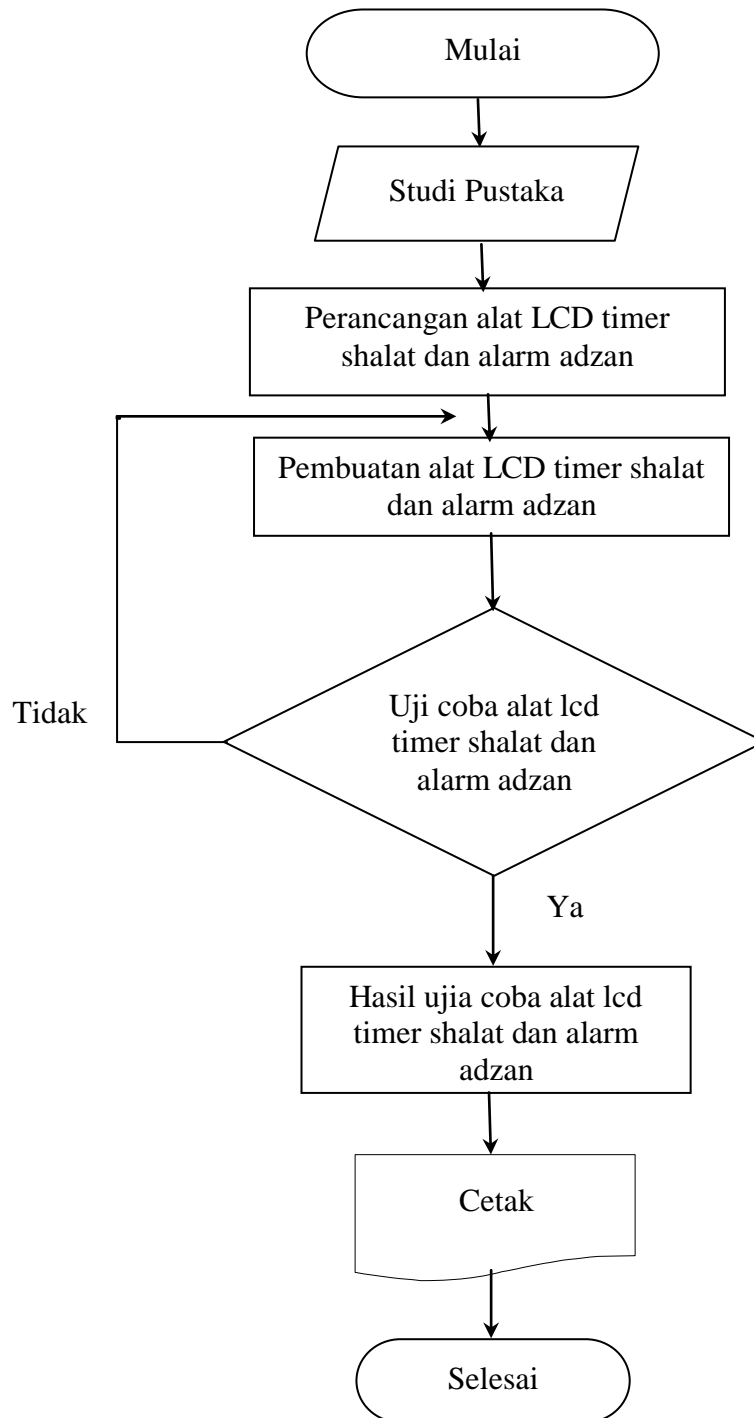 Mulai
Studi Pustaka
Perancangan alat LCD timer
shalat dan alarm adzan
Pembuatan alat LCD timer shalat
dan alarm adzan
Tidak
Uji coba alat lcd
timer shalat dan
alarm adzan
Ya
Hasil ujia coba alat lcd
timer shalat dan alarm
adzan
Cetak
Selesai